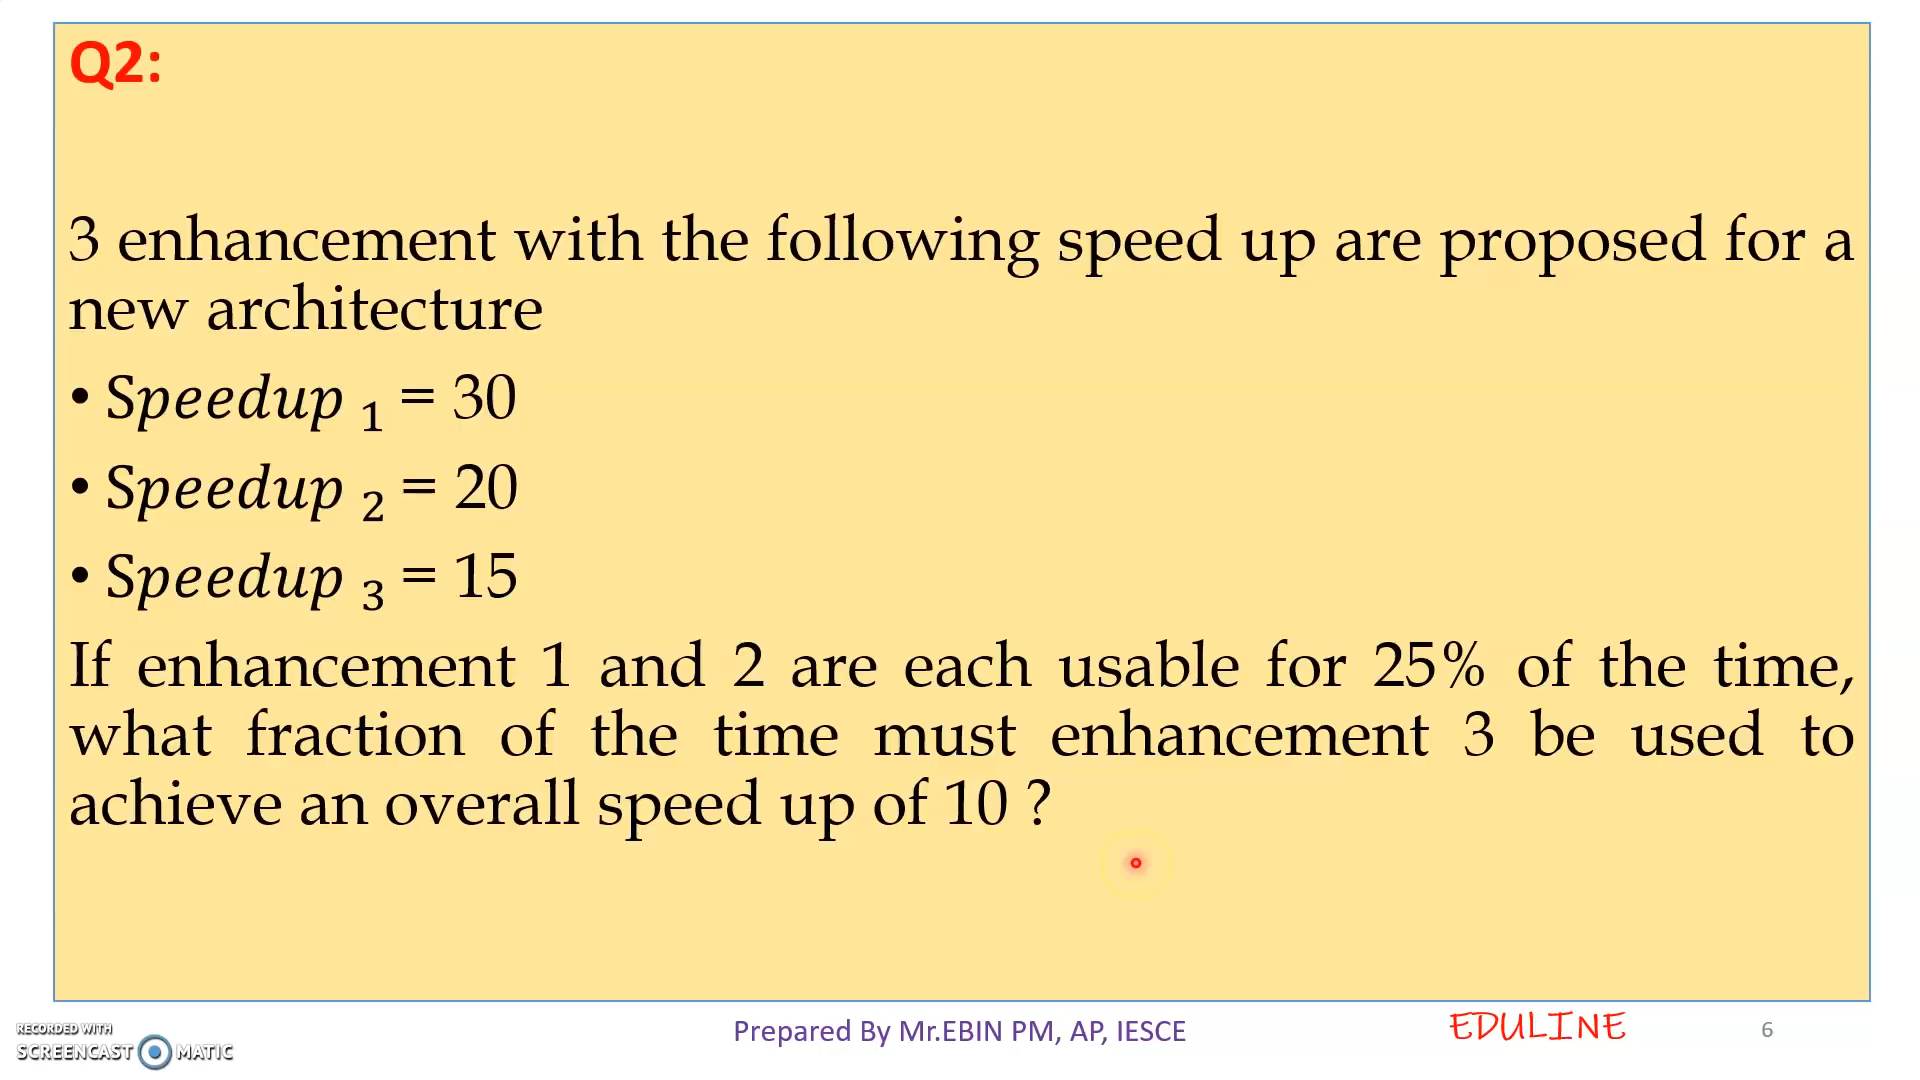 Q2:
3 enhancement with the following speed up are proposed for a
new architecture
• Speedup 1 = 30
• Speedup 2 = 20
• Speedup 3 = 15
If enhancement 1 and 2 are each usable for 25% of the time,
what fraction of the time must enhancement 3 be used to
achieve an overall speed up of 10 ?
RECORDED WITH
SCREENCAST MATIC
Prepared By Mr.EBIN PM, AP, IESCE
EDULINE
6